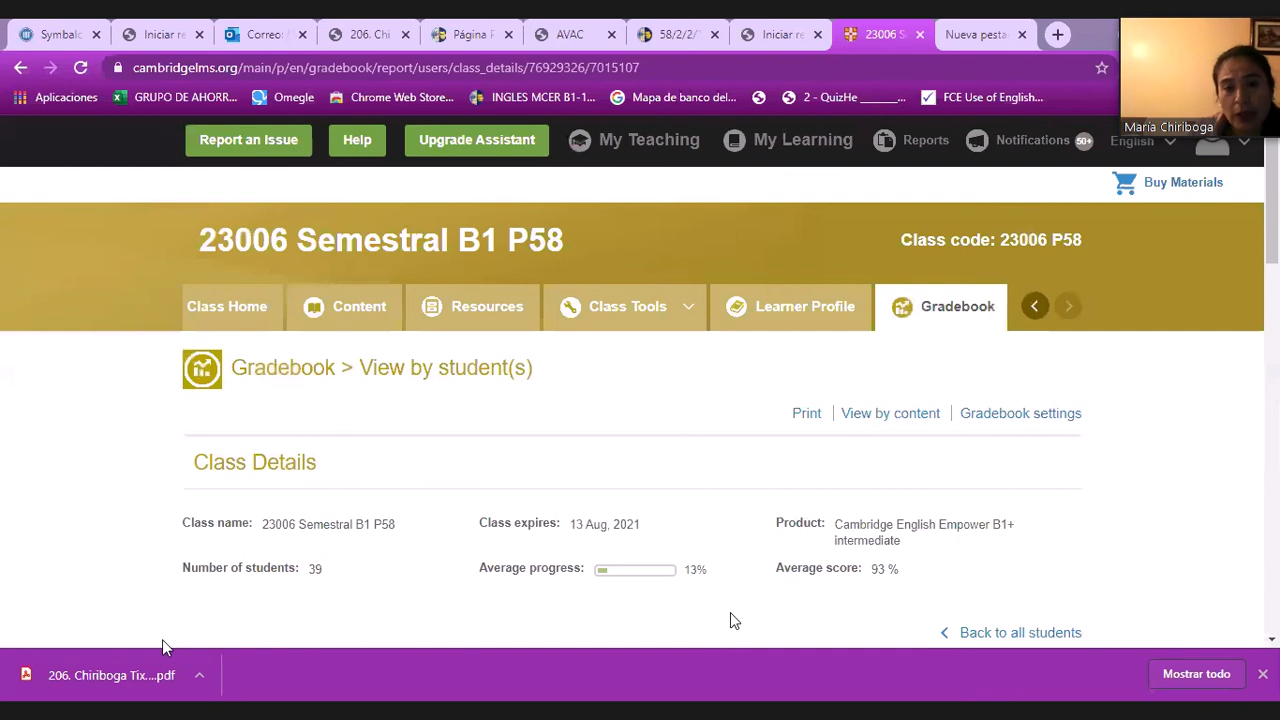 Symbalc
Iniciar re
Correo:
206. Chi
Página P
AVAC
58/2/2/
Iniciar re
23006 S
Nueva pesta
cambridgelms.org/main/p/en/gradebook/report/users/class_details/76929326/7015107
Aplicaciones
GRUPO DE AHORR...
Omegle
Chrome Web Store...
INGLES MCER B1-1...
Mapa de banco del...
2 - QuizHe _______...
FCE Use of English...
María Chiriboga
Report an Issue
Help
Upgrade Assistant
My Teaching
My Learning
Reports
Notifications 50+
English
Buy Materials
23006 Semestral B1 P58
Class code: 23006 P58
Class Home
Content
Resources
Class Tools
Learner Profile
Gradebook
Gradebook > View by student(s)
Print
View by content
Gradebook settings
Class Details
Class name: 23006 Semestral B1 P58
Class expires: 13 Aug, 2021
Product: Cambridge English Empower B1+
intermediate
Number of students: 39
Average progress: 13%
Average score: 93 %
Back to all students
206. Chiriboga Tix....pdf
Mostrar todo